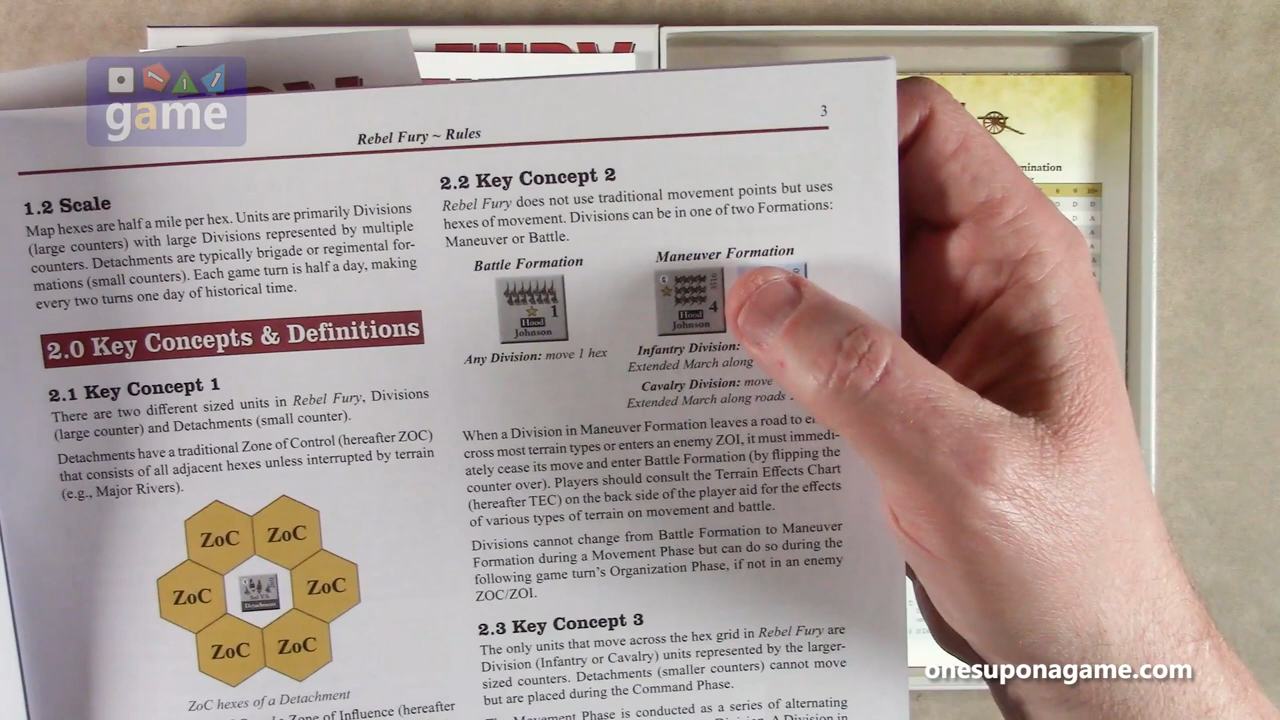 FURY
game
3
Rebel Fury ~ Rules
1.2 Scale
Map hexes are half a mile per hex. Units are primarily Divisions
(large counters) with large Divisions represented by multiple
counters. Detachments are typically brigade or regimental for-
mations (small counters). Each game turn is half a day, making
every two turns one day of historical time.
2.0 Key Concepts & Definitions
2.1 Key Concept 1
There are two different sized units in Rebel Fury, Divisions
(large counter) and Detachments (small counter).
Detachments have a traditional Zone of Control (hereafter ZOC)
that consists of all adjacent hexes unless interrupted by terrain
(e.g., Major Rivers).
ZoC ZoC
ZoC ZoC
Detachment
ZoC ZoC
ZoC hexes of a Detachment
Zone of Influence (hereafter
2.2 Key Concept 2
Rebel Fury does not use traditional movement points but uses
hexes of movement. Divisions can be in one of two Formations:
Maneuver or Battle.
Battle Formation
1
Hood
Johnson
Any Division: move 1 hex
Maneuver Formation
4
Hood
Johnson
Infantry Division:
Extended March along
Cavalry Division: move
Extended March along roads
When a Division in Maneuver Formation leaves a road to
cross most terrain types or enters an enemy ZOI, it must immedi-
ately cease its move and enter Battle Formation (by flipping the
counter over). Players should consult the Terrain Effects Chart
(hereafter TEC) on the back side of the player aid for the effects
of various types of terrain on movement and battle.
Divisions cannot change from Battle Formation to Maneuver
Formation during a Movement Phase but can do so during the
following game turn's Organization Phase, if not in an enemy
ZOC/ZOI.
2.3 Key Concept 3
The only units that move across the hex grid in Rebel Fury are
Division (Infantry or Cavalry) units represented by the larger-
sized counters. Detachments (smaller counters) cannot move
but are placed during the Command Phase.
The Movement Phase is conducted as a series of alternating
onesuponagame.com